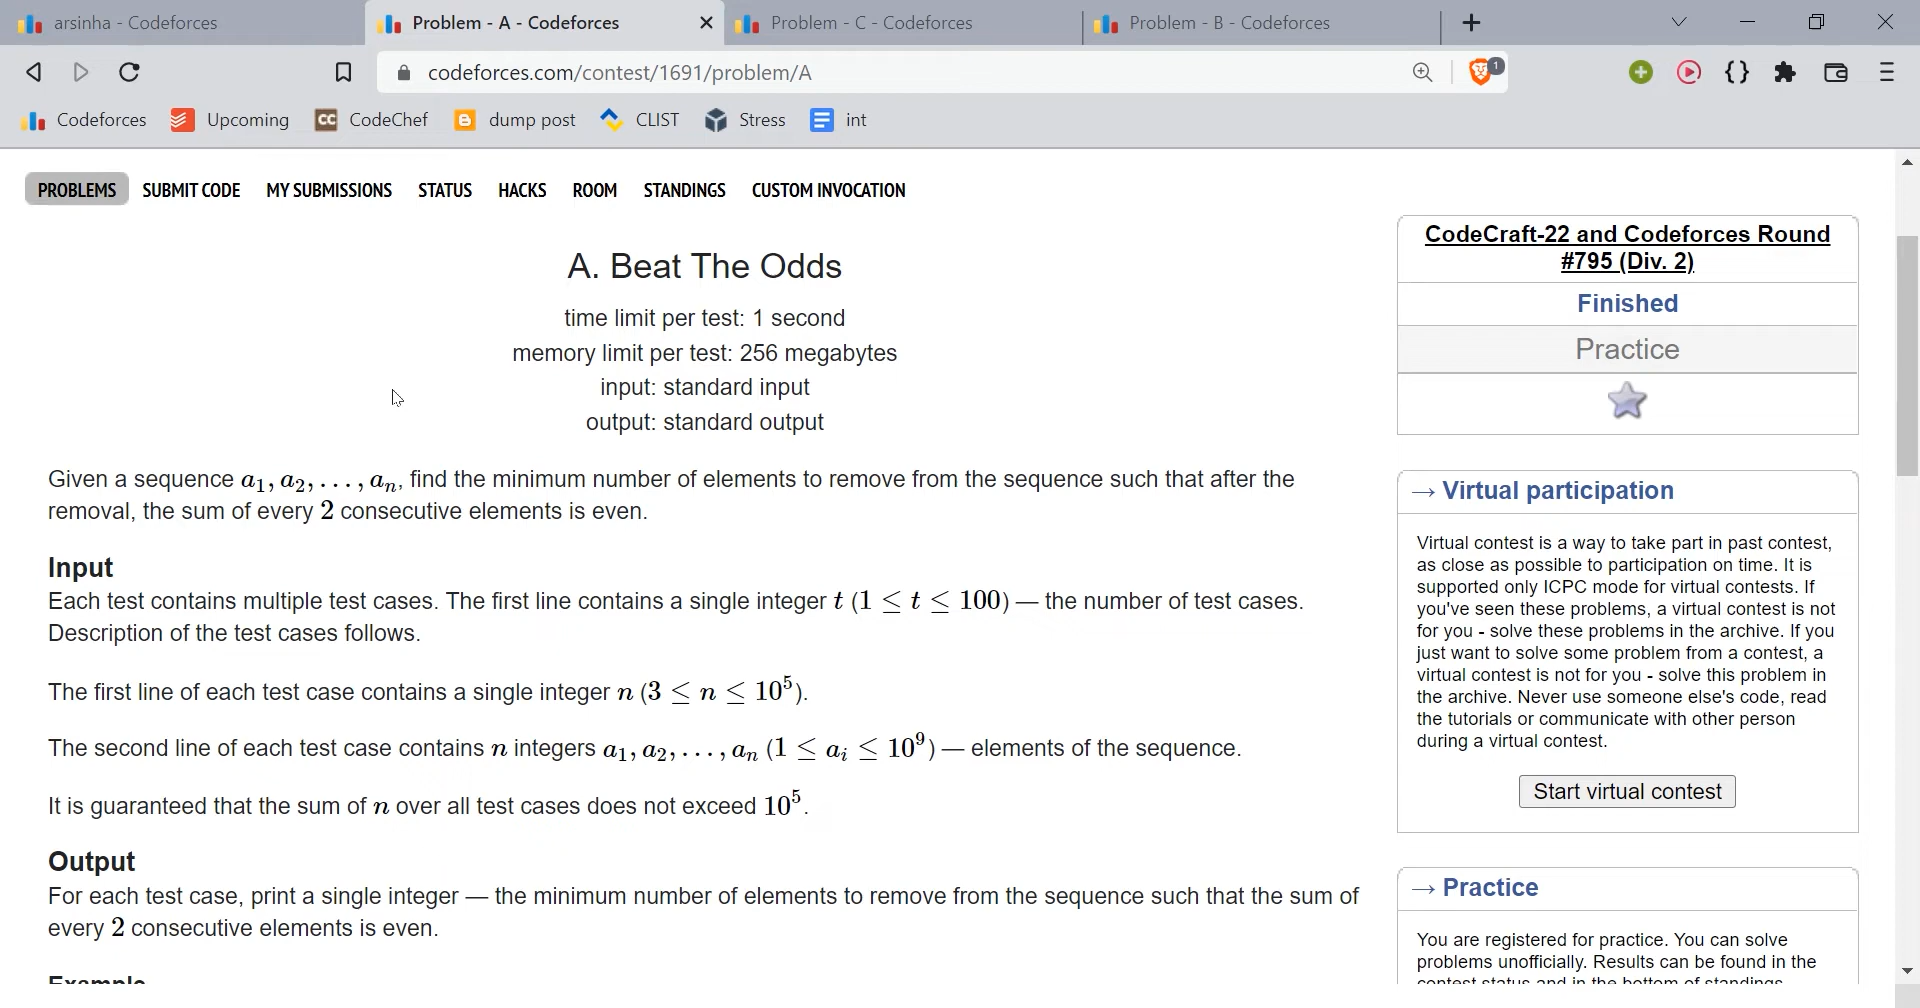 arsinha - Codeforces
Problem - A - Codeforces
Problem - C - Codeforces
Problem - B - Codeforces
codeforces.com/contest/1691/problem/A
1
Codeforces
Upcoming
CC CodeChef
dump post
CLIST
Stress
int
PROBLEMS SUBMIT CODE MY SUBMISSIONS STATUS HACKS ROOM STANDINGS CUSTOM INVOCATION
A. Beat The Odds
time limit per test: 1 second
memory limit per test: 256 megabytes
input: standard input
output: standard output
Given a sequence a₁, a₂, . . . , aₙ, find the minimum number of elements to remove from the sequence such that after the
removal, the sum of every 2 consecutive elements is even.
Input
Each test contains multiple test cases. The first line contains a single integer t (1 ≤ t ≤ 100) — the number of test cases.
Description of the test cases follows.
The first line of each test case contains a single integer n (3 ≤ n ≤ 10⁵).
The second line of each test case contains n integers a₁, a₂, . . . , aₙ (1 ≤ aᵢ ≤ 10⁹) — elements of the sequence.
It is guaranteed that the sum of n over all test cases does not exceed 10⁵.
Output
For each test case, print a single integer — the minimum number of elements to remove from the sequence such that the sum of
every 2 consecutive elements is even.
Example
CodeCraft-22 and Codeforces Round
#795 (Div. 2)
Finished
Practice
→ Virtual participation
Virtual contest is a way to take part in past contest,
as close as possible to participation on time. It is
supported only ICPC mode for virtual contests. If
you've seen these problems, a virtual contest is not
for you - solve these problems in the archive. If you
just want to solve some problem from a contest, a
virtual contest is not for you - solve this problem in
the archive. Never use someone else's code, read
the tutorials or communicate with other person
during a virtual contest.
Start virtual contest
→ Practice
You are registered for practice. You can solve
problems unofficially. Results can be found in the
contest status and in the bottom of standings.